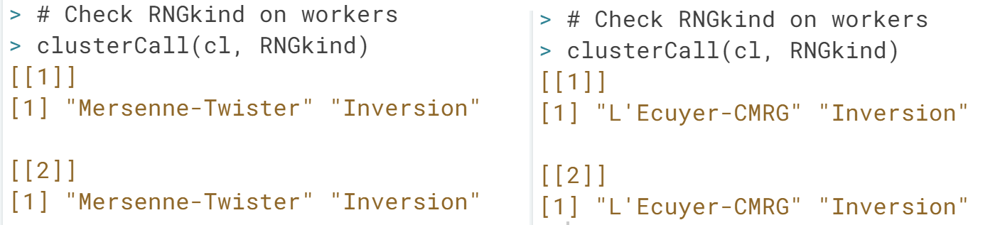 > # Check RNGkind on workers
> clusterCall(cl, RNGkind)
[[1]]
[1] "Mersenne-Twister" "Inversion"
[[2]]
[1] "Mersenne-Twister" "Inversion"
> # Check RNGkind on workers
> clusterCall(cl, RNGkind)
[[1]]
[1] "L'Ecuyer-CMRG" "Inversion"
[[2]]
[1] "L'Ecuyer-CMRG" "Inversion"